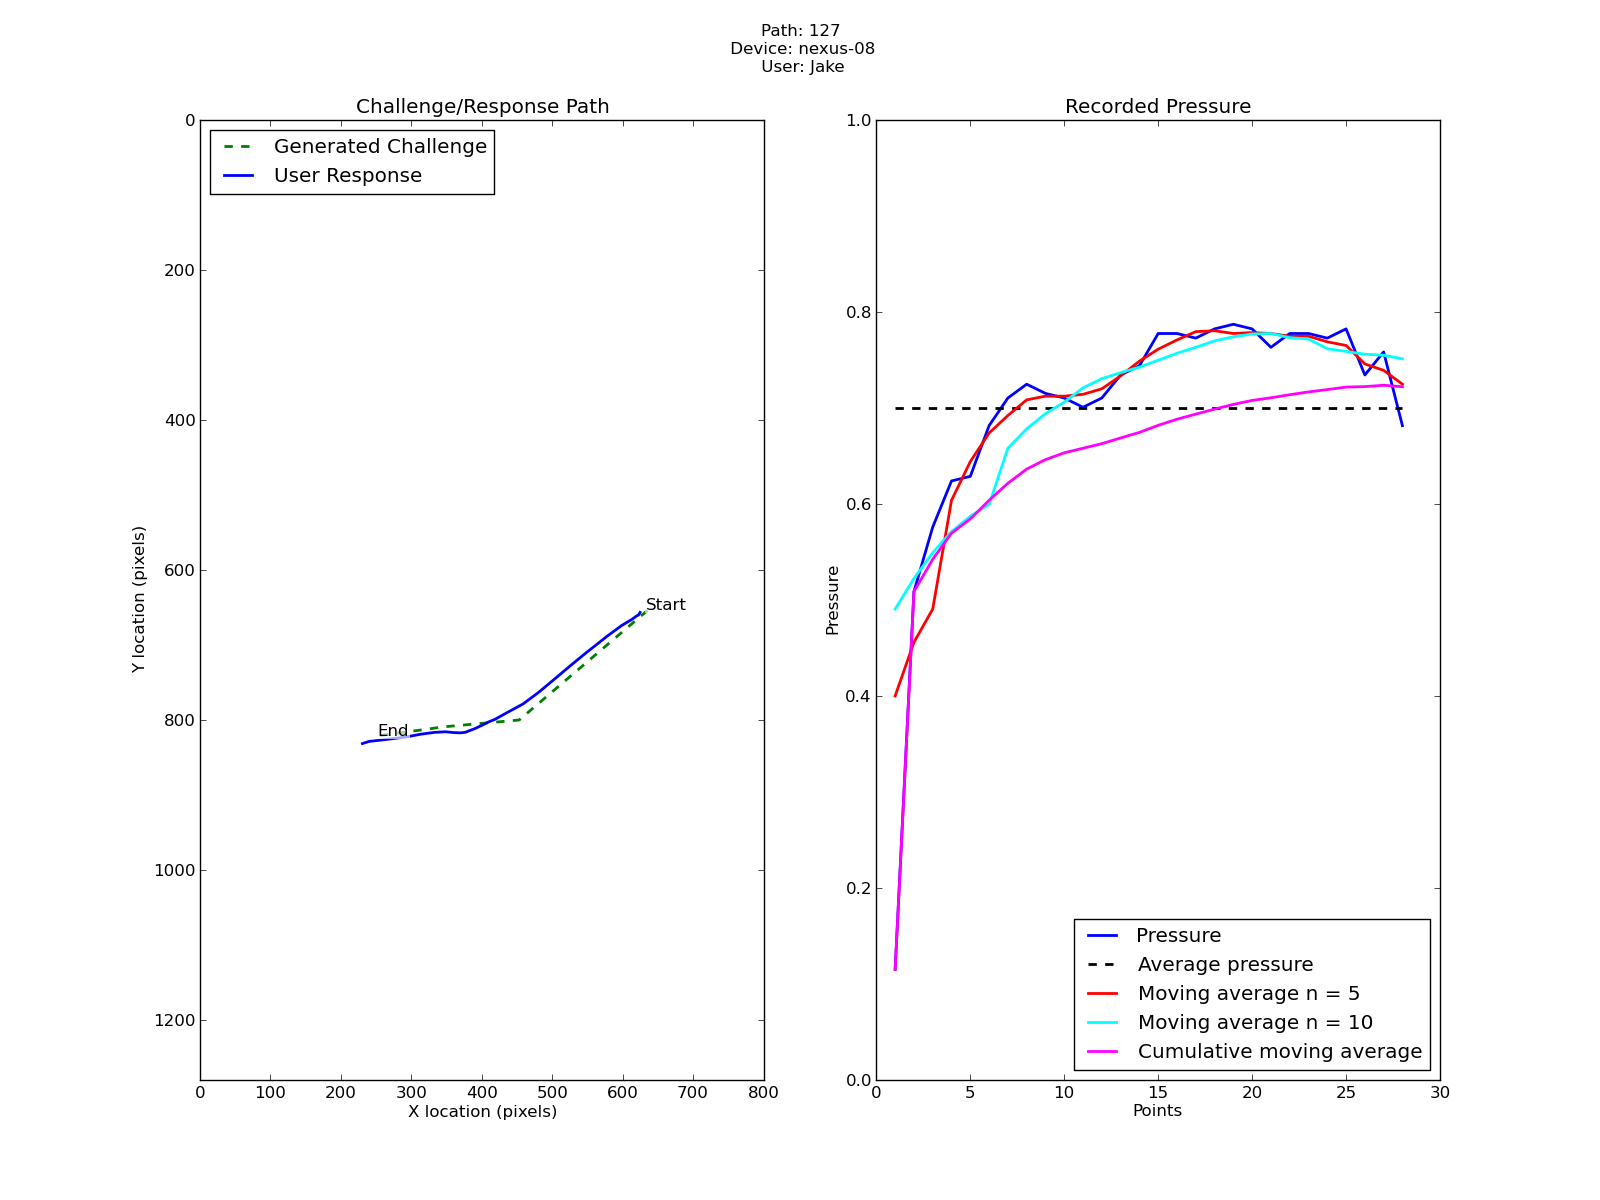 Path: 127
Device: nexus-08
User: Jake
Challenge/Response Path
Generated Challenge
User Response
0
200
400
600
800
1000
1200
Y location (pixels)
Start
End
0 100 200 300 400 500 600 700 800
X location (pixels)
Recorded Pressure
1.0
0.8
0.6
0.4
0.2
0.0
Pressure
Pressure
Average pressure
Moving average n = 5
Moving average n = 10
Cumulative moving average
0 5 10 15 20 25 30
Points